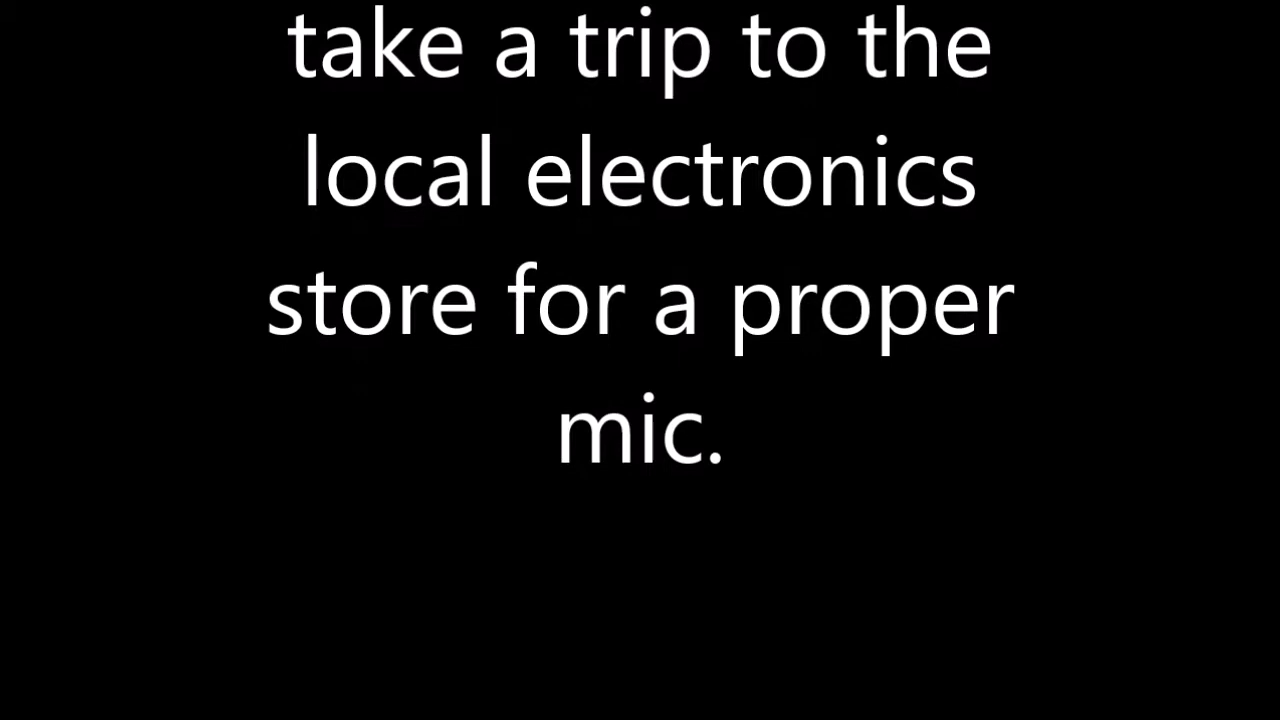 take a trip to the
local electronics
store for a proper
mic.